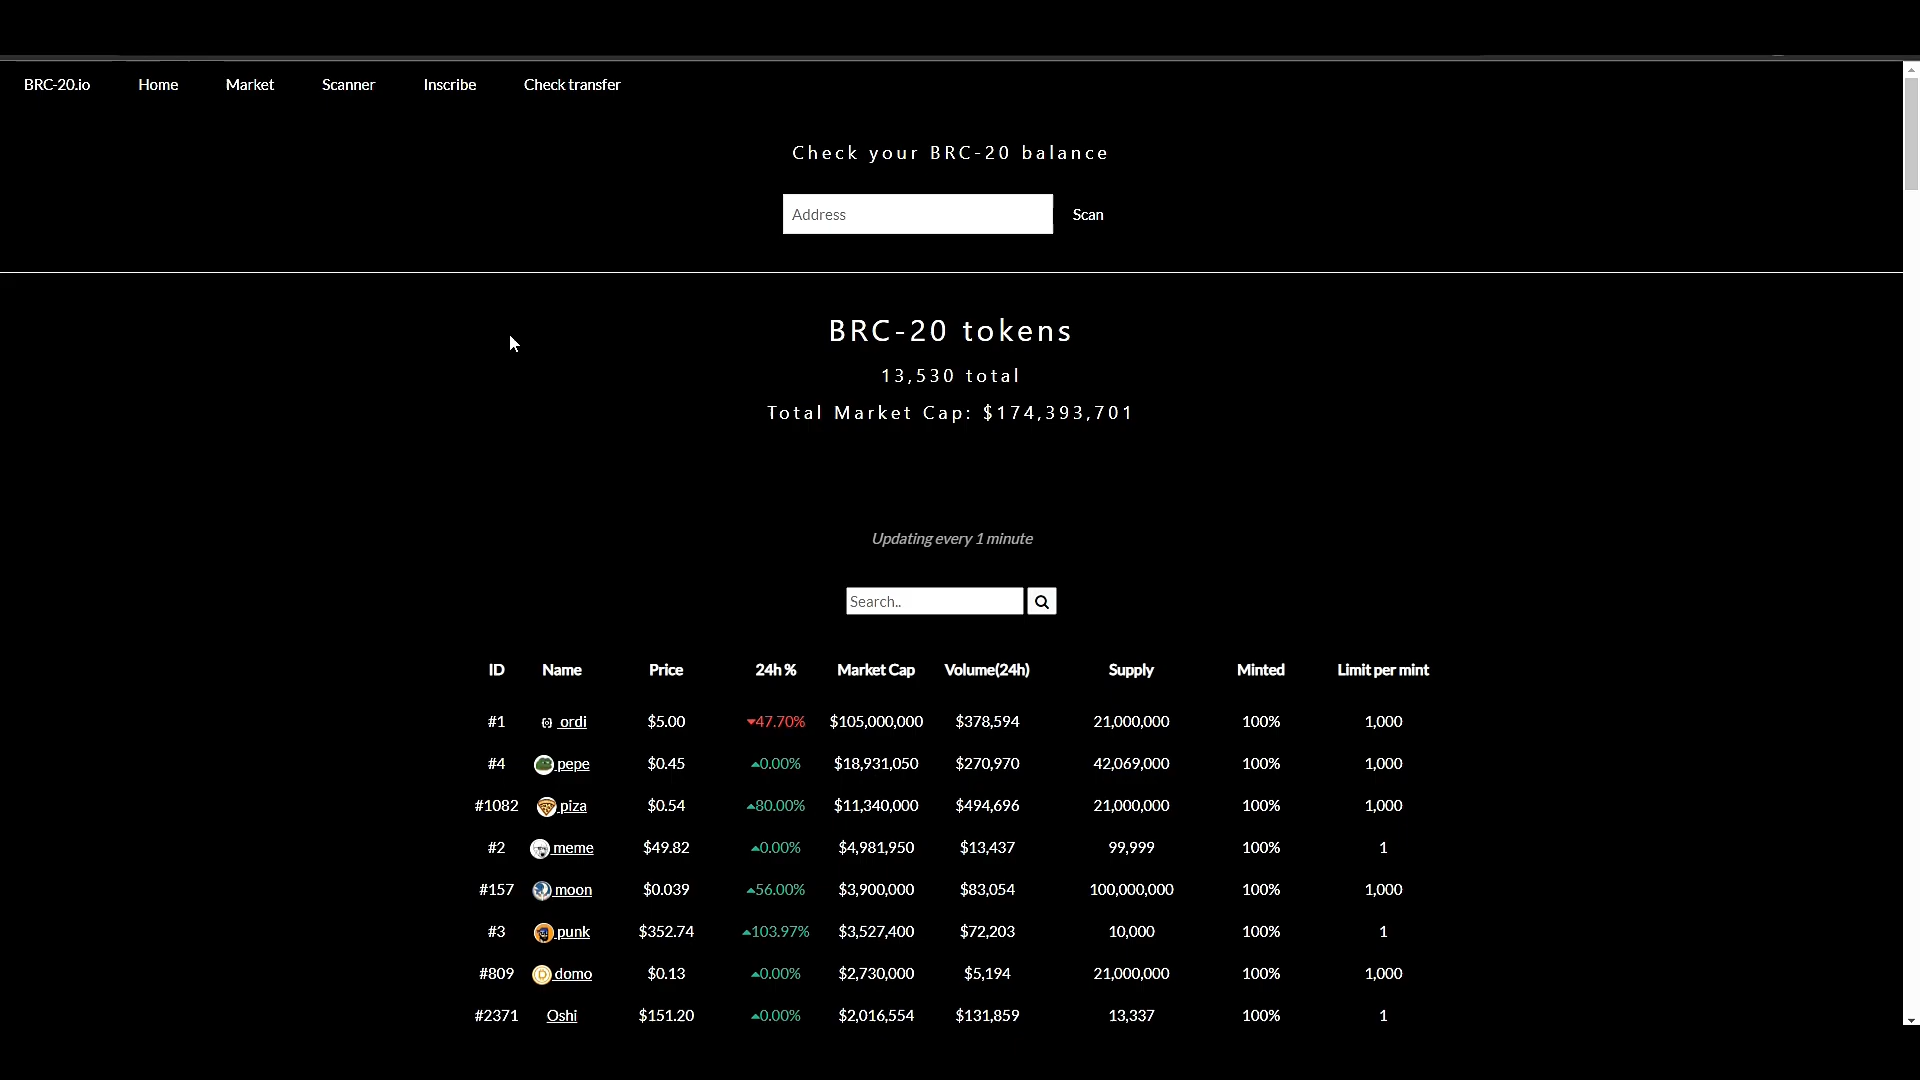 BRC-20.io Home Market Scanner Inscribe Check transfer
Check your BRC-20 balance
Address Scan
BRC-20 tokens
13,530 total
Total Market Cap: $174,393,701
Updating every 1 minute
Search..
ID Name Price 24h % Market Cap Volume(24h) Supply Minted Limit per mint
#1 ordi $5.00 47.70% $105,000,000 $378,594 21,000,000 100% 1,000
#4 pepe $0.45 0.00% $18,931,050 $270,970 42,069,000 100% 1,000
#1082 piza $0.54 80.00% $11,340,000 $494,696 21,000,000 100% 1,000
#2 meme $49.82 0.00% $4,981,950 $13,437 99,999 100% 1
#157 moon $0.039 56.00% $3,900,000 $83,054 100,000,000 100% 1,000
#3 punk $352.74 103.97% $3,527,400 $72,203 10,000 100% 1
#809 domo $0.13 0.00% $2,730,000 $5,194 21,000,000 100% 1,000
#2371 Oshi $151.20 0.00% $2,016,554 $131,859 13,337 100% 1